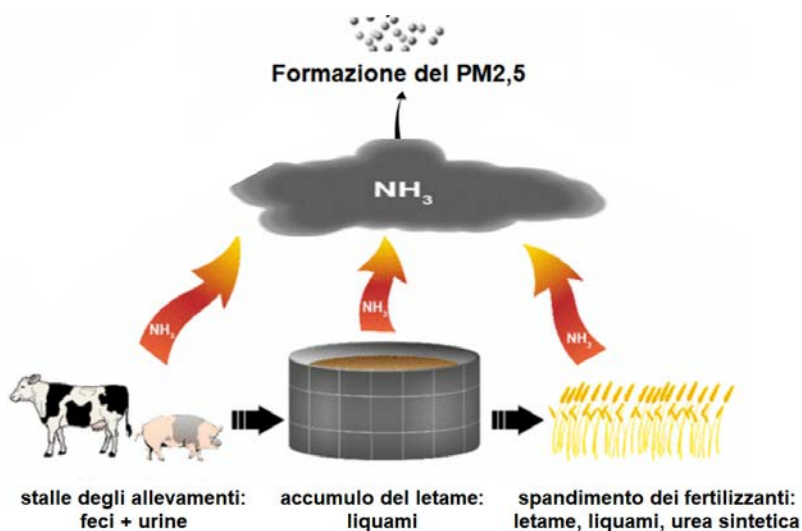 Formazione del PM2,5
NH₃
NH₃
NH₃
NH₃
stalle degli allevamenti:
feci + urine
accumulo del letame:
liquami
spandimento dei fertilizzanti:
letame, liquami, urea sintetica